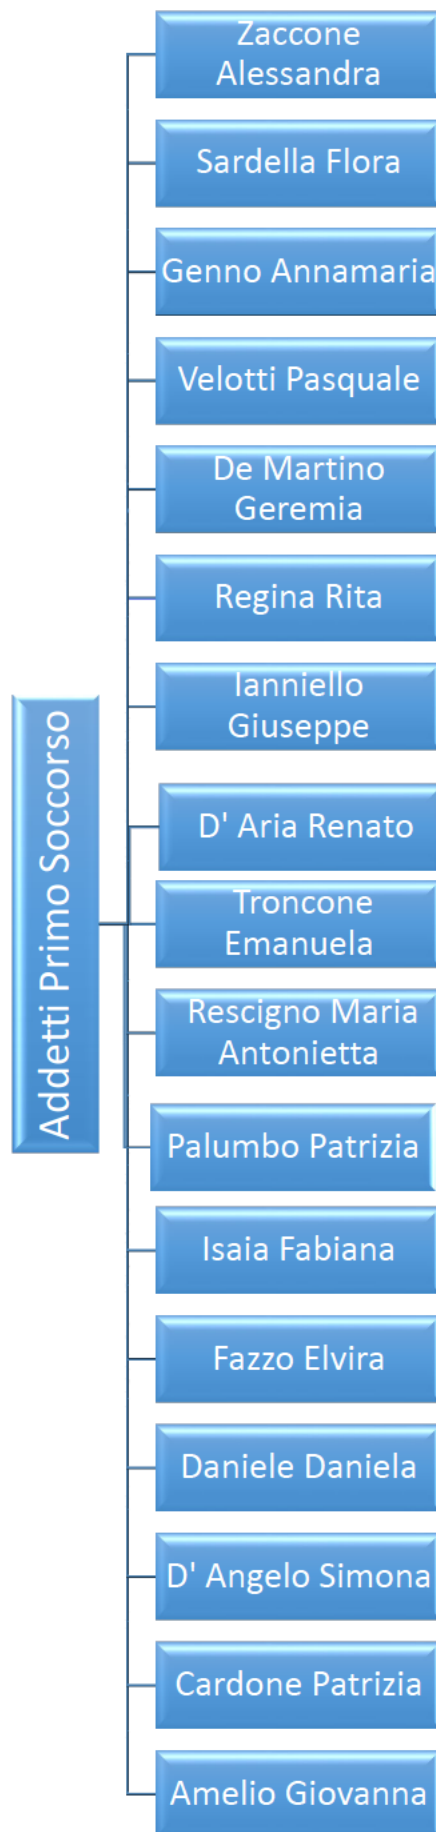 Zaccone
Alessandra
Sardella Flora
Genno Annamaria
Velotti Pasquale
De Martino
Geremia
Regina Rita
Ianniello
Giuseppe
Addetti Primo Soccorso
D' Aria Renato
Troncone
Emanuela
Rescigno Maria
Antonietta
Palumbo Patrizia
Isaia Fabiana
Fazzo Elvira
Daniele Daniela
D' Angelo Simona
Cardone Patrizia
Amelio Giovanna